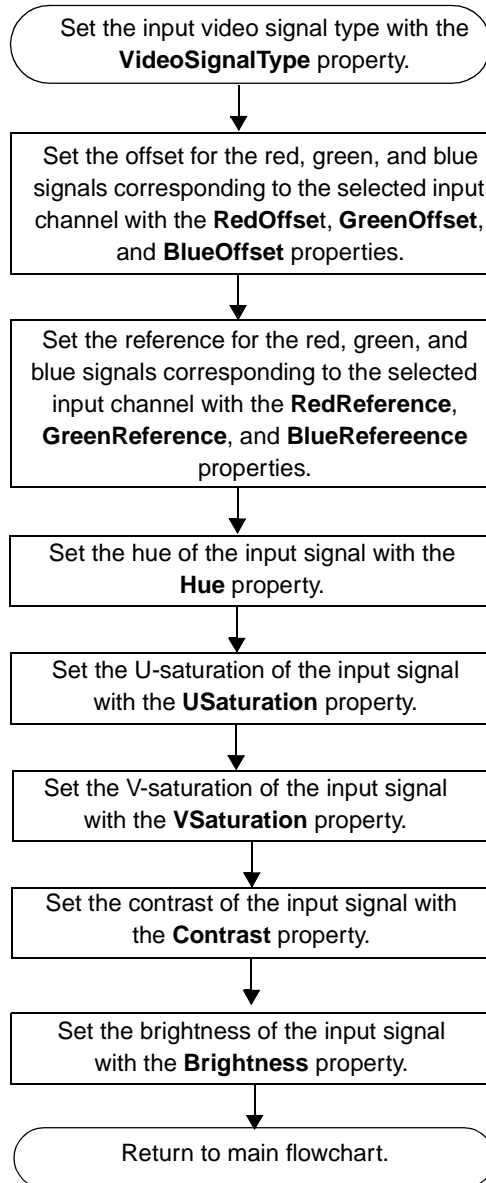 Set the input video signal type with the
VideoSignalType property.
Set the offset for the red, green, and blue
signals corresponding to the selected input
channel with the RedOffset, GreenOffset,
and BlueOffset properties.
Set the reference for the red, green, and
blue signals corresponding to the selected
input channel with the RedReference,
GreenReference, and BlueRefereence
properties.
Set the hue of the input signal with the
Hue property.
Set the U-saturation of the input signal
with the USaturation property.
Set the V-saturation of the input signal
with the VSaturation property.
Set the contrast of the input signal with
the Contrast property.
Set the brightness of the input signal
with the Brightness property.
Return to main flowchart.